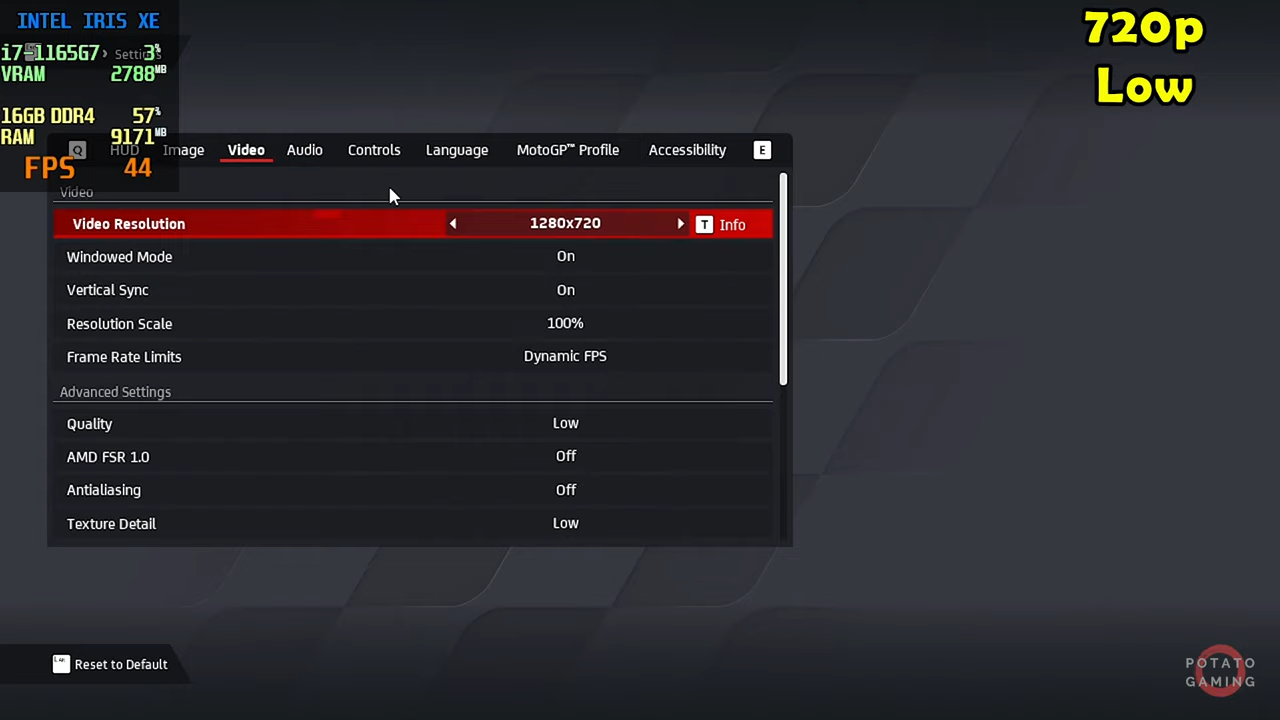 INTEL IRIS XE
720p
Low
i7-1165G7 3%
Settings
VRAM 2788MB
16GB DDR4 57%
RAM 9171MB
FPS 44
Q HUD Image Video Audio Controls Language MotoGP™ Profile Accessibility E
Video
Video Resolution 1280x720 T Info
Windowed Mode On
Vertical Sync On
Resolution Scale 100%
Frame Rate Limits Dynamic FPS
Advanced Settings
Quality Low
AMD FSR 1.0 Off
Antialiasing Off
Texture Detail Low
Reset to Default
POTATO
GAMING